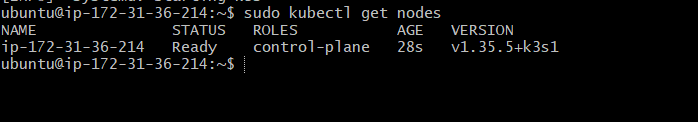 ubuntu@ip-172-31-36-214:~$ sudo kubectl get nodes
NAME STATUS ROLES AGE VERSION
ip-172-31-36-214 Ready control-plane 28s v1.35.5+k3s1
ubuntu@ip-172-31-36-214:~$